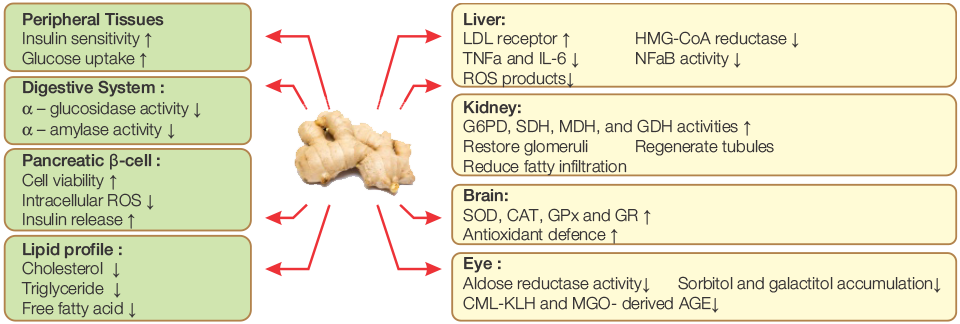 Peripheral Tissues
Insulin sensitivity ↑
Glucose uptake ↑
Digestive System :
α – glucosidase activity ↓
α – amylase activity ↓
Pancreatic β-cell :
Cell viability ↑
Intracellular ROS ↓
Insulin release ↑
Lipid profile :
Cholesterol ↓
Triglyceride ↓
Free fatty acid ↓
Liver:
LDL receptor ↑ HMG-CoA reductase ↓
TNFa and IL-6 ↓ NFaB activity ↓
ROS products↓
Kidney:
G6PD, SDH, MDH, and GDH activities ↑
Restore glomeruli Regenerate tubules
Reduce fatty infiltration
Brain:
SOD, CAT, GPx and GR ↑
Antioxidant defence ↑
Eye :
Aldose reductase activity↓ Sorbitol and galactitol accumulation↓
CML-KLH and MGO- derived AGE↓